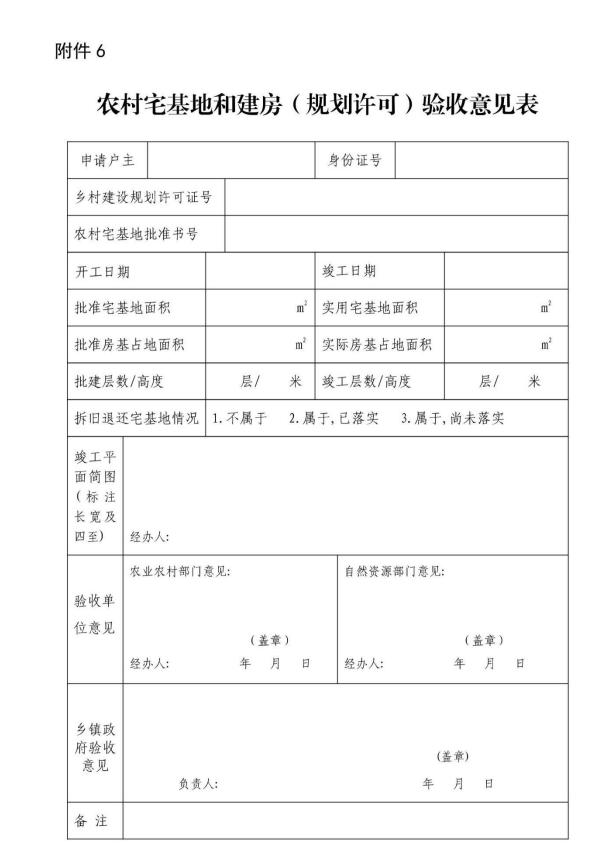 附件 6
农村宅基地和建房（规划许可）验收意见表
申请户主 身份证号
乡村建设规划许可证号
农村宅基地批准书号
开工日期 竣工日期
批准宅基地面积 m² 实用宅基地面积 m²
批准房基占地面积 m² 实际房基占地面积 m²
批建层数/高度 层/ 米 竣工层数/高度 层/ 米
拆旧退还宅基地情况 1.不属于 2.属于,已落实 3.属于,尚未落实
竣工平
面简图
(标注
长宽及
四至)
经办人:
验收单
位意见
农业农村部门意见:
（盖章）
经办人: 年 月 日
自然资源部门意见:
（盖章）
经办人: 年 月 日
乡镇政
府验收
意见
(盖章)
负责人: 年 月 日
备 注